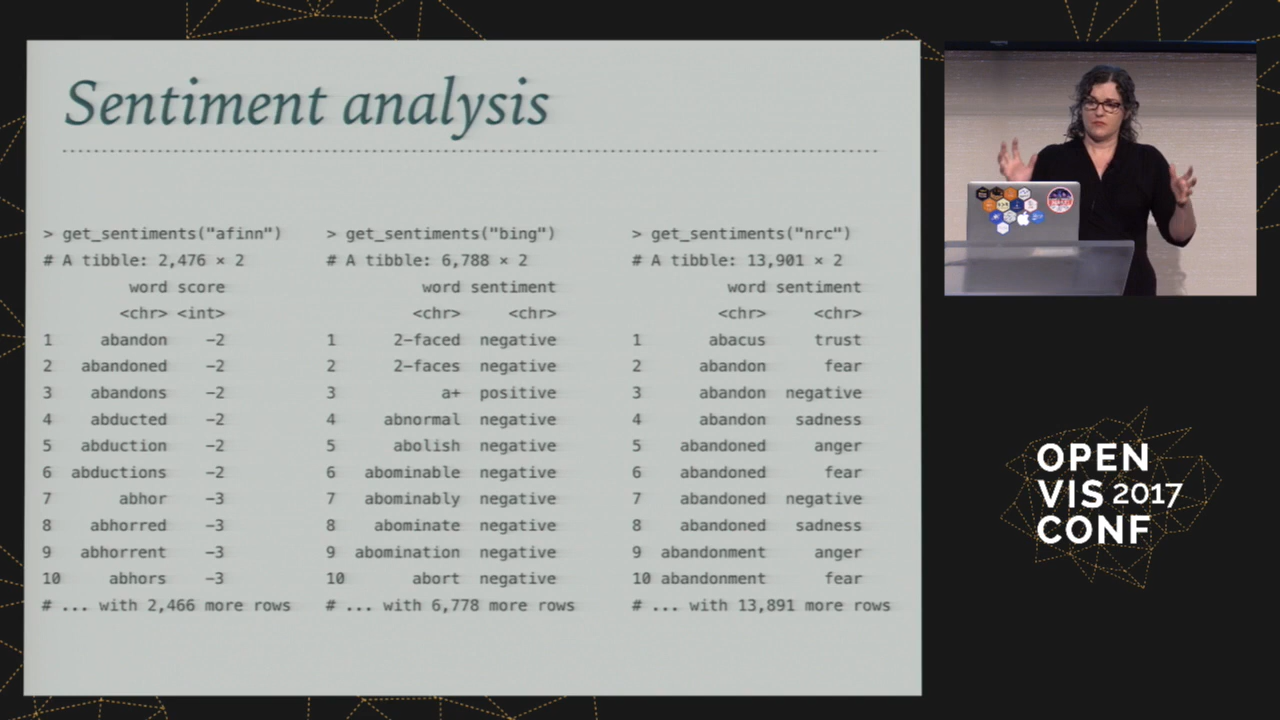 Sentiment analysis
> get_sentiments("afinn")
# A tibble: 2,476 × 2
word score
<chr> <int>
1 abandon -2
2 abandoned -2
3 abandons -2
4 abducted -2
5 abduction -2
6 abductions -2
7 abhor -3
8 abhorred -3
9 abhorrent -3
10 abhors -3
# ... with 2,466 more rows
> get_sentiments("bing")
# A tibble: 6,788 × 2
word sentiment
<chr> <chr>
1 2-faced negative
2 2-faces negative
3 a+ positive
4 abnormal negative
5 abolish negative
6 abominable negative
7 abominably negative
8 abominate negative
9 abomination negative
10 abort negative
# ... with 6,778 more rows
> get_sentiments("nrc")
# A tibble: 13,901 × 2
word sentiment
<chr> <chr>
1 abacus trust
2 abandon fear
3 abandon negative
4 abandon sadness
5 abandoned anger
6 abandoned fear
7 abandoned negative
8 abandoned sadness
9 abandonment anger
10 abandonment fear
# ... with 13,891 more rows
OPEN
VIS 2017
CONF